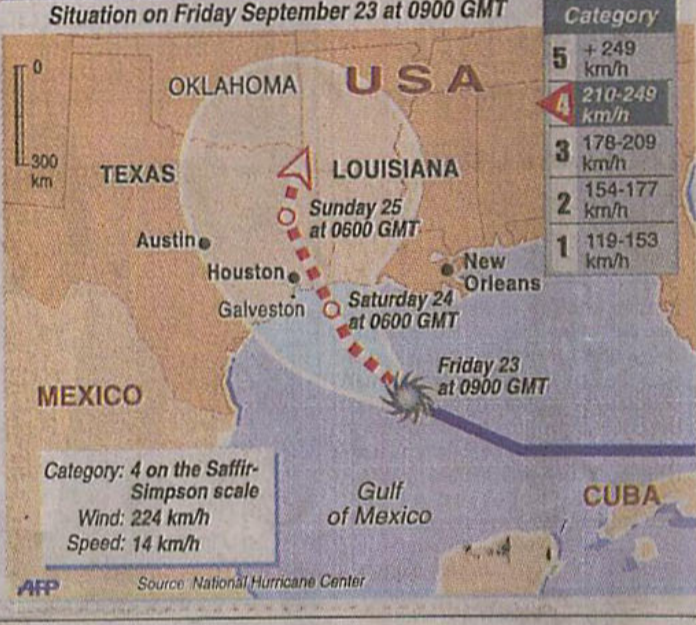 Situation on Friday September 23 at 0900 GMT
Category
5 + 249
km/h
4 210-249
km/h
3 178-209
km/h
2 154-177
km/h
1 119-153
km/h
0
300
km
OKLAHOMA
USA
TEXAS
LOUISIANA
Sunday 25
at 0600 GMT
Austin
Houston
New
Orleans
Galveston
Saturday 24
at 0600 GMT
Friday 23
at 0900 GMT
MEXICO
Category: 4 on the Saffir-
Simpson scale
Wind: 224 km/h
Speed: 14 km/h
Gulf
of Mexico
CUBA
AFP
Source: National Hurricane Center